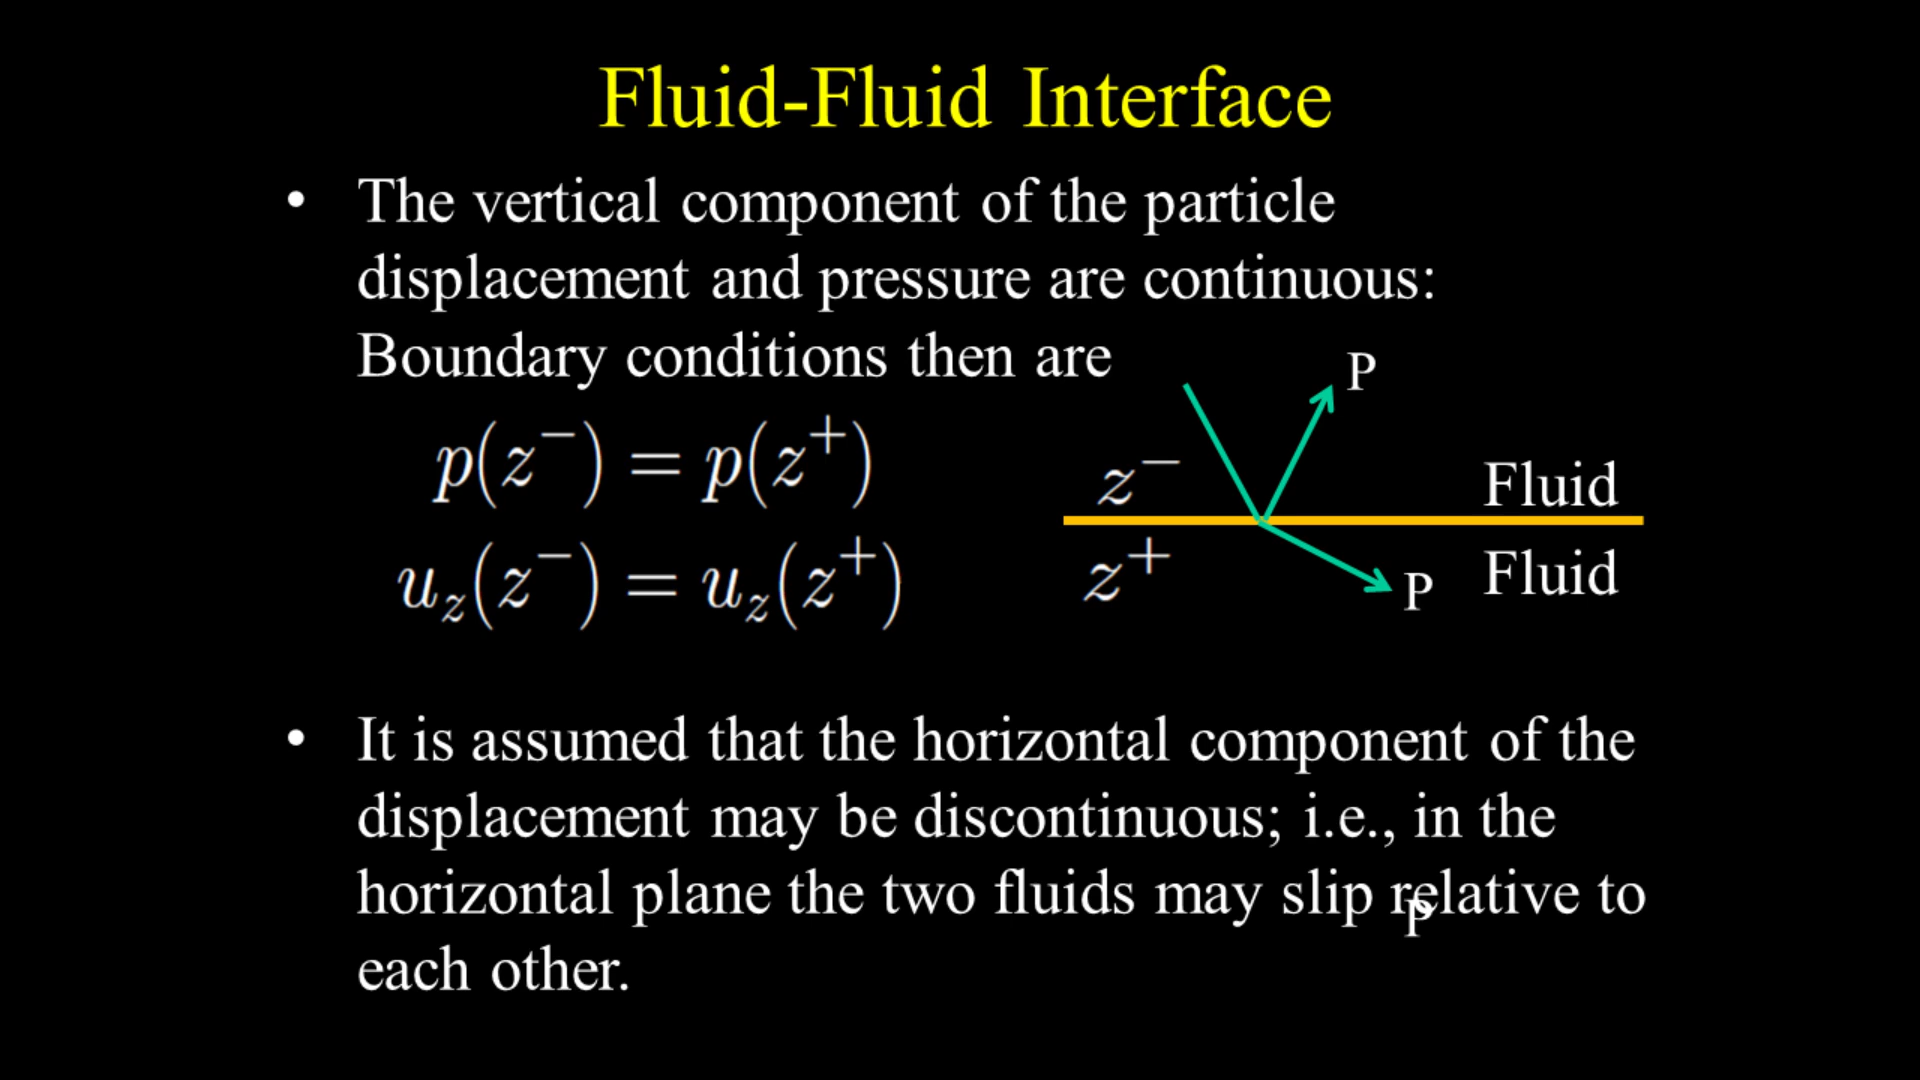 Fluid-Fluid Interface
• The vertical component of the particle
displacement and pressure are continuous:
Boundary conditions then are
P
p(z⁻) = p(z⁺)
z⁻
Fluid
u_z(z⁻) = u_z(z⁺)
z⁺
P
Fluid
• It is assumed that the horizontal component of the
displacement may be discontinuous; i.e., in the
horizontal plane the two fluids may slip relative to
P
each other.